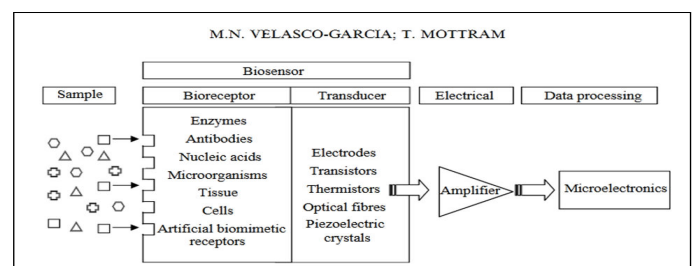 M.N. VELASCO-GARCIA; T. MOTTRAM
Biosensor
Sample
Bioreceptor
Transducer
Electrical
Data processing
Enzymes
Antibodies
Nucleic acids
Microorganisms
Tissue
Cells
Artificial biomimetic
receptors
Electrodes
Transistors
Thermistors
Optical fibres
Piezoelectric
crystals
Amplifier
Microelectronics